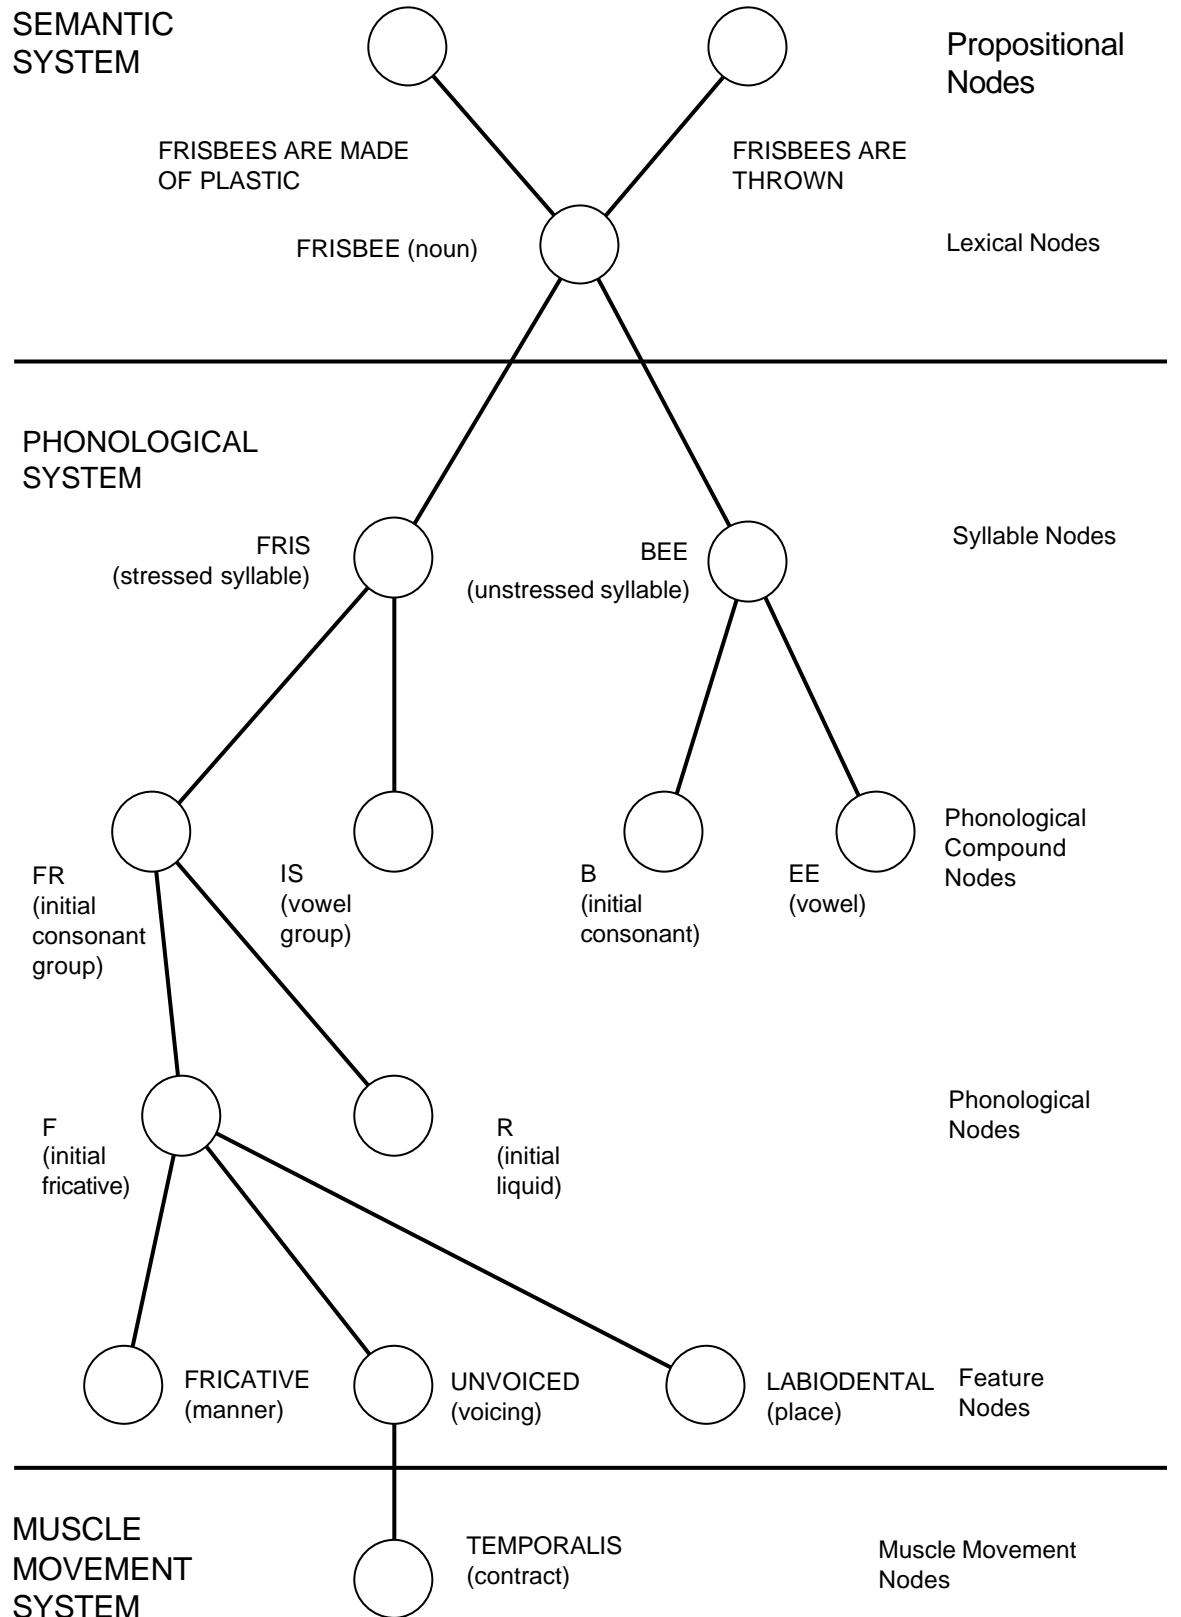 SEMANTIC
SYSTEM
Propositional
Nodes
FRISBEES ARE MADE
OF PLASTIC
FRISBEES ARE
THROWN
FRISBEE (noun)
Lexical Nodes
PHONOLOGICAL
SYSTEM
FRIS
(stressed syllable)
BEE
(unstressed syllable)
Syllable Nodes
FR
(initial
consonant
group)
IS
(vowel
group)
B
(initial
consonant)
EE
(vowel)
Phonological
Compound
Nodes
F
(initial
fricative)
R
(initial
liquid)
Phonological
Nodes
FRICATIVE
(manner)
UNVOICED
(voicing)
LABIODENTAL
(place)
Feature
Nodes
MUSCLE
MOVEMENT
SYSTEM
TEMPORALIS
(contract)
Muscle Movement
Nodes